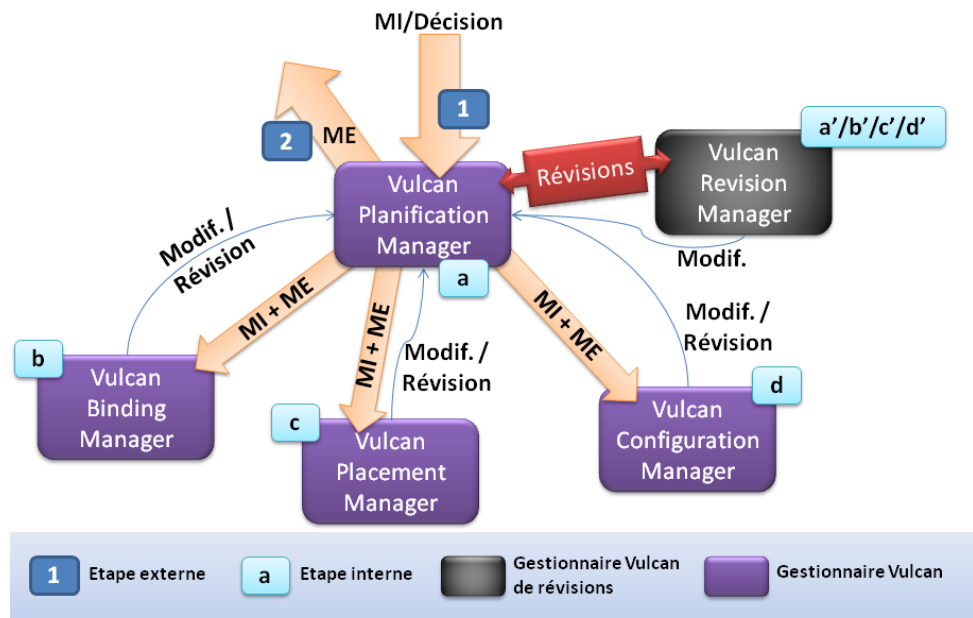 MI/Décision
1
2
ME
a’/b’/c’/d’
Vulcan
Planification
Manager
a
Révisions
Vulcan
Revision
Manager
Modif. /
Révision
Modif.
MI + ME
MI + ME
MI + ME
Modif. /
Révision
Modif. /
Révision
b
Vulcan
Binding
Manager
c
Vulcan
Placement
Manager
d
Vulcan
Configuration
Manager
1
Etape externe
a
Etape interne
Gestionnaire Vulcan
de révisions
Gestionnaire Vulcan